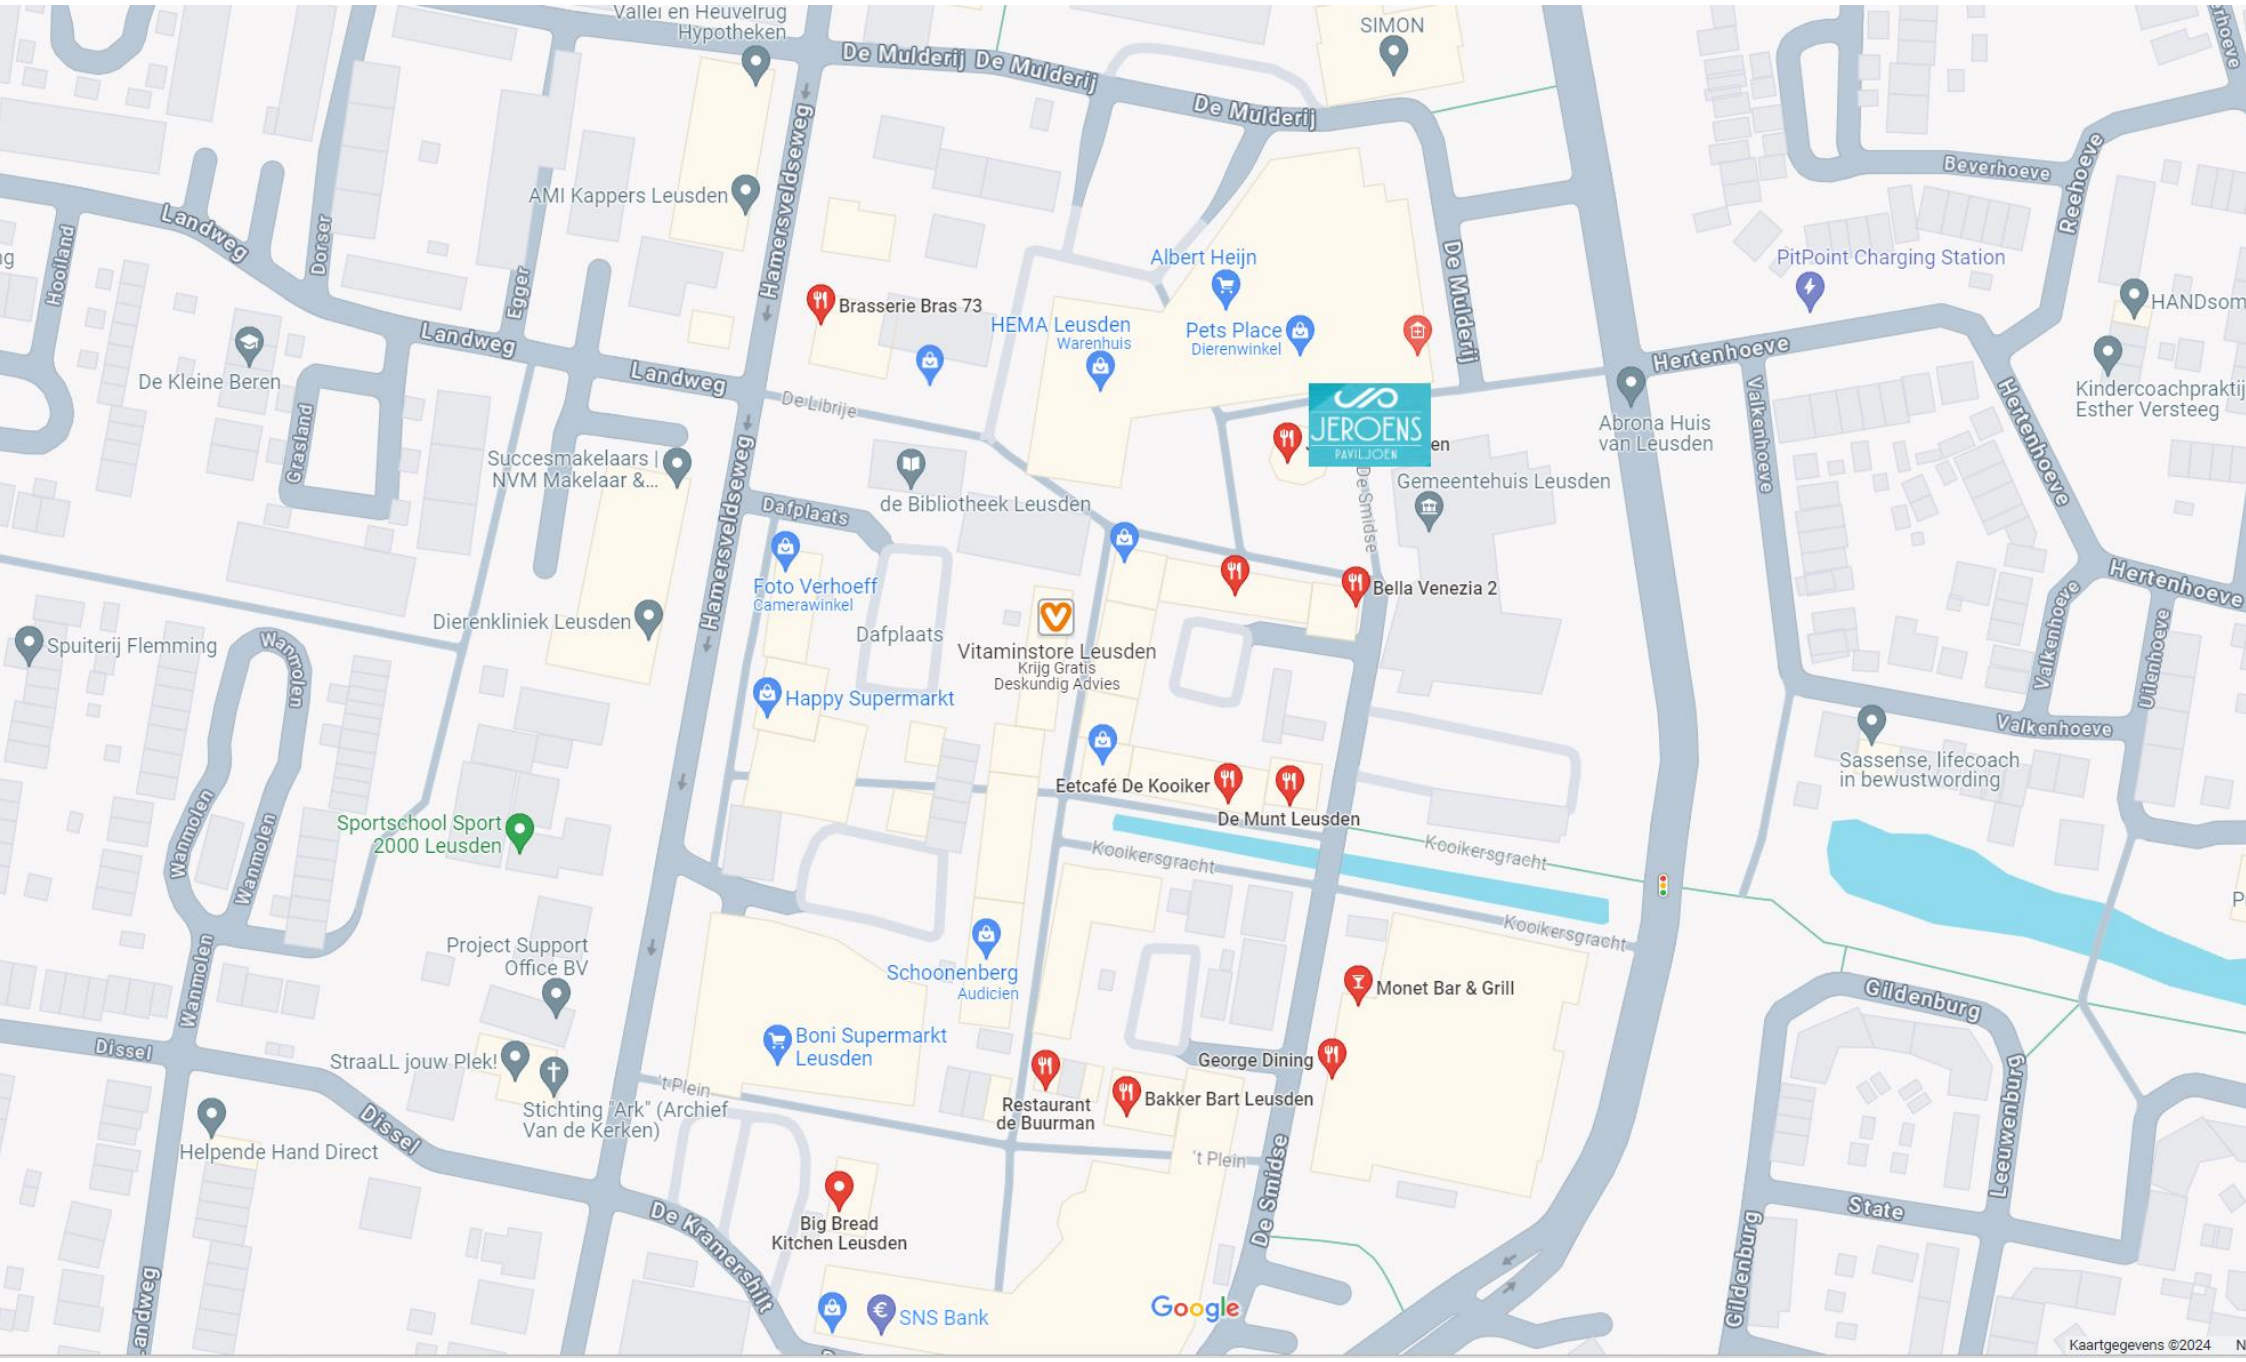 Vallei en Heuvelrug
Hypotheken
De Mulderij
De Mulderij
De Mulderij
SIMON
Hamersveldseweg
AMI Kappers Leusden
Landweg
Hooiland
Dorser
Egger
Beverhoeve
Reehoeve
Albert Heijn
De Mulderij
PitPoint Charging Station
Brasserie Bras 73
HEMA Leusden
Warenhuis
Pets Place
Dierenwinkel
HANDsom
Landweg
Landweg
De Kleine Beren
Hertenhoeve
Kindercoachpraktij
Esther Versteeg
De Librije
JEROENS
PAVILJOEN
en
Abrona Huis
van Leusden
Valkenhoeve
Hertenhoeve
Grasland
Succesmakelaars |
NVM Makelaar &...
Hamersveldseweg
de Bibliotheek Leusden
Dafplaats
Gemeentehuis Leusden
De Smidse
Foto Verhoeff
Camerawinkel
Bella Venezia 2
Hertenhoeve
Dierenkliniek Leusden
Dafplaats
Vitaminstore Leusden
Krijg Gratis
Deskundig Advies
Spuiterij Flemming
Wanmolen
Valkenhoeve
Uilenhoeve
Happy Supermarkt
Valkenhoeve
Sassense, lifecoach
in bewustwording
Eetcafé De Kooiker
De Munt Leusden
Sportschool Sport
2000 Leusden
Wanmolen
Wanmolen
Kooikersgracht
Kooikersgracht
Kooikersgracht
P
Project Support
Office BV
Wanmolen
Schoonenberg
Audicien
Monet Bar & Grill
Gildenburg
Boni Supermarkt
Leusden
Dissel
StraaLL jouw Plek!
George Dining
't Plein
Stichting "Ark" (Archief
Van de Kerken)
Restaurant
de Buurman
Bakker Bart Leusden
Dissel
Helpende Hand Direct
't Plein
De Smidse
Leeuwenburg
State
Big Bread
Kitchen Leusden
De Kramershilt
Gildenburg
SNS Bank
Google
Kaartgegevens ©2024
N